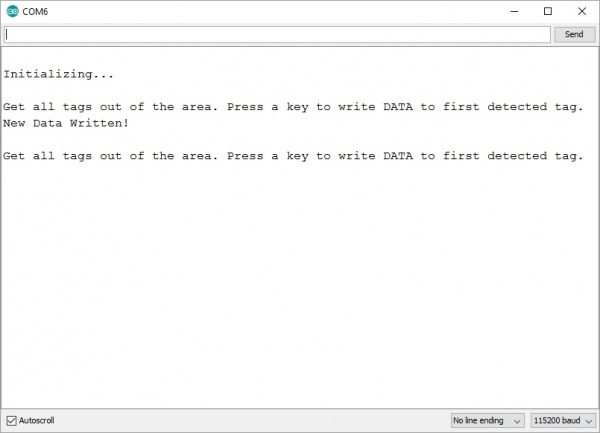 COM6
Send
Initializing...
Get all tags out of the area. Press a key to write DATA to first detected tag.
New Data Written!
Get all tags out of the area. Press a key to write DATA to first detected tag.
Autoscroll
No line ending
115200 baud